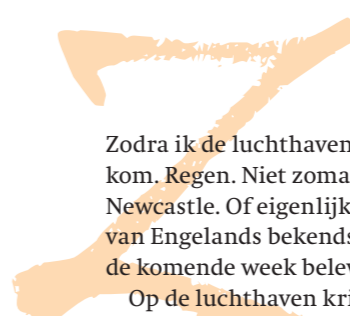 Zodra ik de luchthaven
kom. Regen. Niet zoma
Newcastle. Of eigenlijk
van Engelands bekends
de komende week belev
Op de luchthaven kri